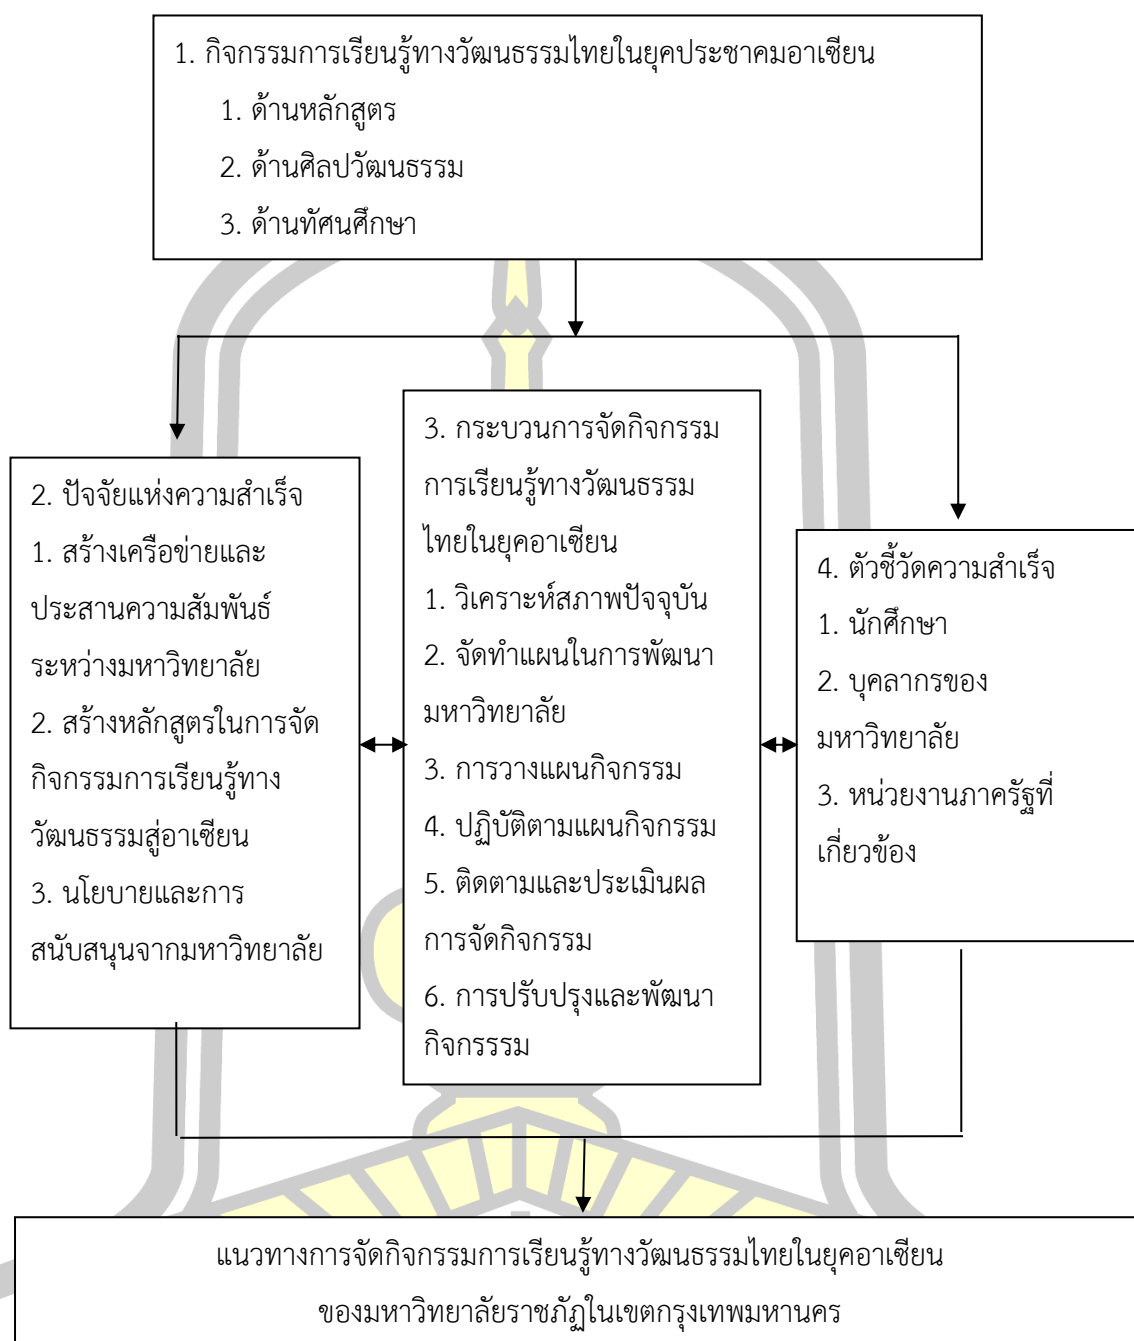 1. กิจกรรมการเรียนรู้ทางวัฒนธรรมไทยในยุคประชาคมอาเซียน
1. ด้านหลักสูตร
2. ด้านศิลปวัฒนธรรม
3. ด้านทัศนศึกษา
2. ปัจจัยแห่งความสำเร็จ
1. สร้างเครือข่ายและ
ประสานความสัมพันธ์
ระหว่างมหาวิทยาลัย
2. สร้างหลักสูตรในการจัด
กิจกรรมการเรียนรู้ทาง
วัฒนธรรมสู่อาเซียน
3. นโยบายและการ
สนับสนุนจากมหาวิทยาลัย
3. กระบวนการจัดกิจกรรม
การเรียนรู้ทางวัฒนธรรม
ไทยในยุคอาเซียน
1. วิเคราะห์สภาพปัจจุบัน
2. จัดทำแผนในการพัฒนา
มหาวิทยาลัย
3. การวางแผนกิจกรรม
4. ปฏิบัติตามแผนกิจกรรม
5. ติดตามและประเมินผล
การจัดกิจกรรม
6. การปรับปรุงและพัฒนา
กิจกรรรม
4. ตัวชี้วัดความสำเร็จ
1. นักศึกษา
2. บุคลากรของ
มหาวิทยาลัย
3. หน่วยงานภาครัฐที่
เกี่ยวข้อง
แนวทางการจัดกิจกรรมการเรียนรู้ทางวัฒนธรรมไทยในยุคอาเซียน
ของมหาวิทยาลัยราชภัฏในเขตกรุงเทพมหานคร